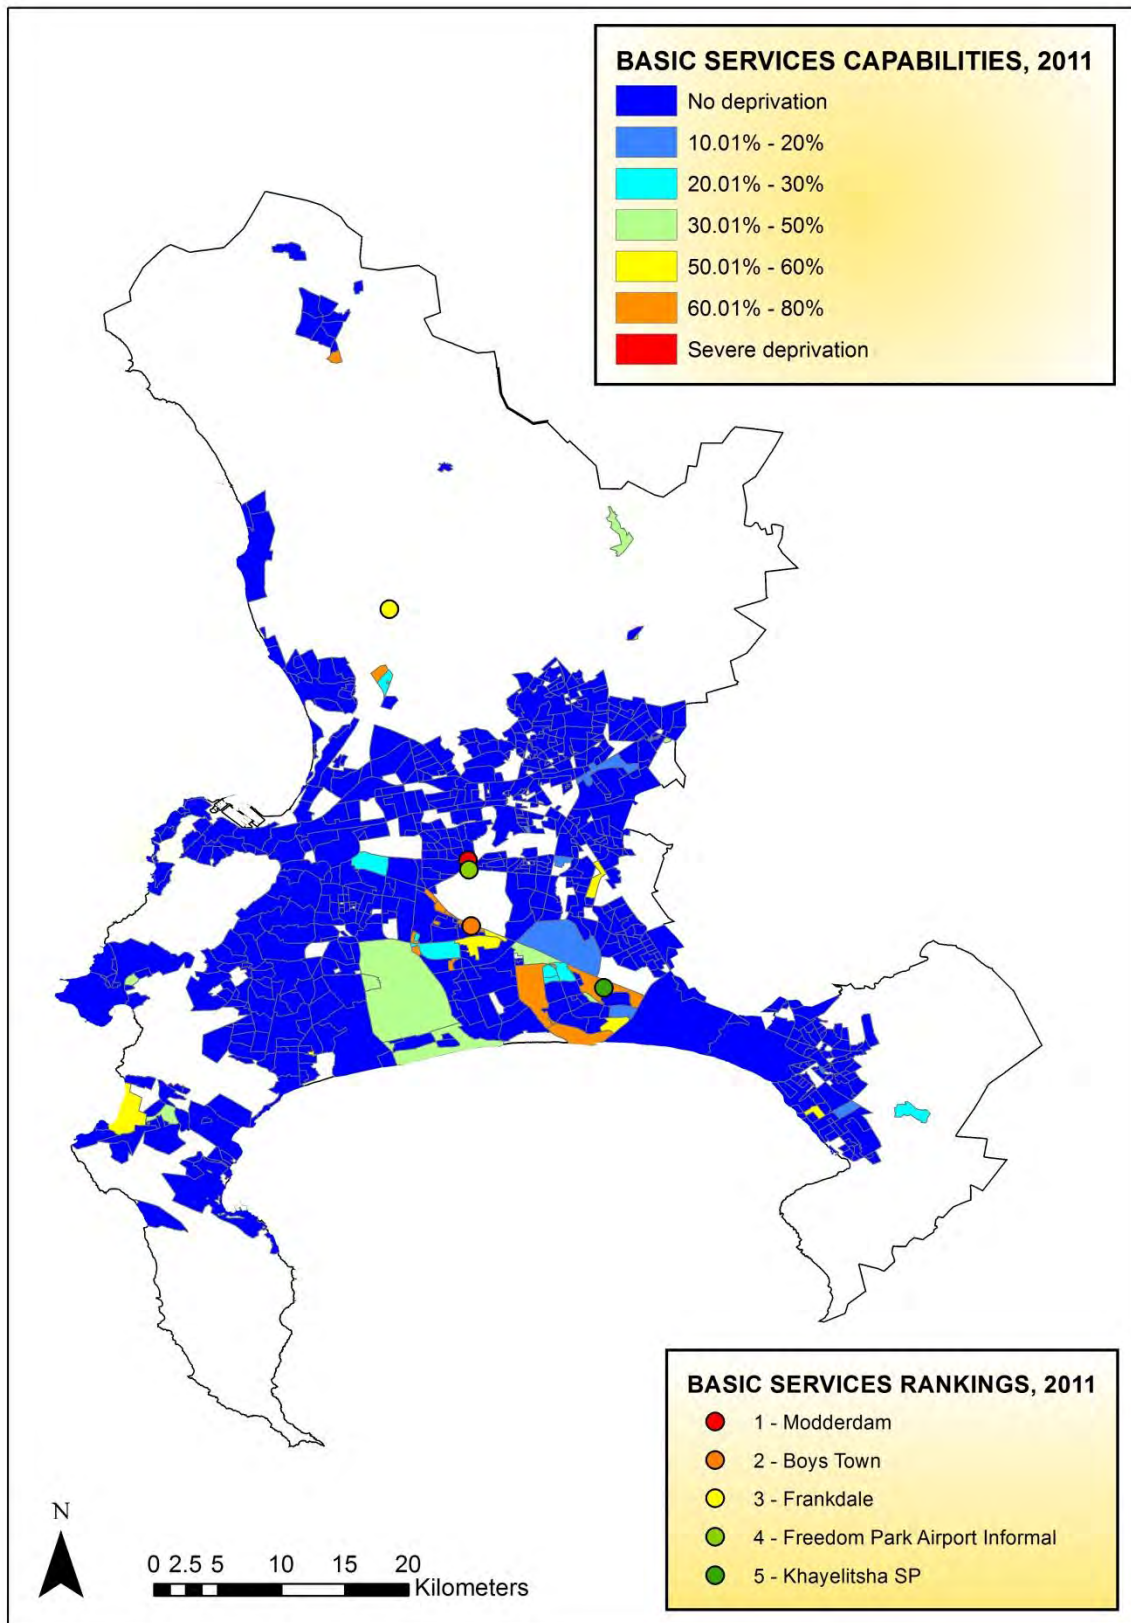 BASIC SERVICES CAPABILITIES, 2011
No deprivation
10.01% - 20%
20.01% - 30%
30.01% - 50%
50.01% - 60%
60.01% - 80%
Severe deprivation
BASIC SERVICES RANKINGS, 2011
1 - Modderdam
2 - Boys Town
3 - Frankdale
4 - Freedom Park Airport Informal
5 - Khayelitsha SP
N
0 2.5 5 10 15 20
Kilometers